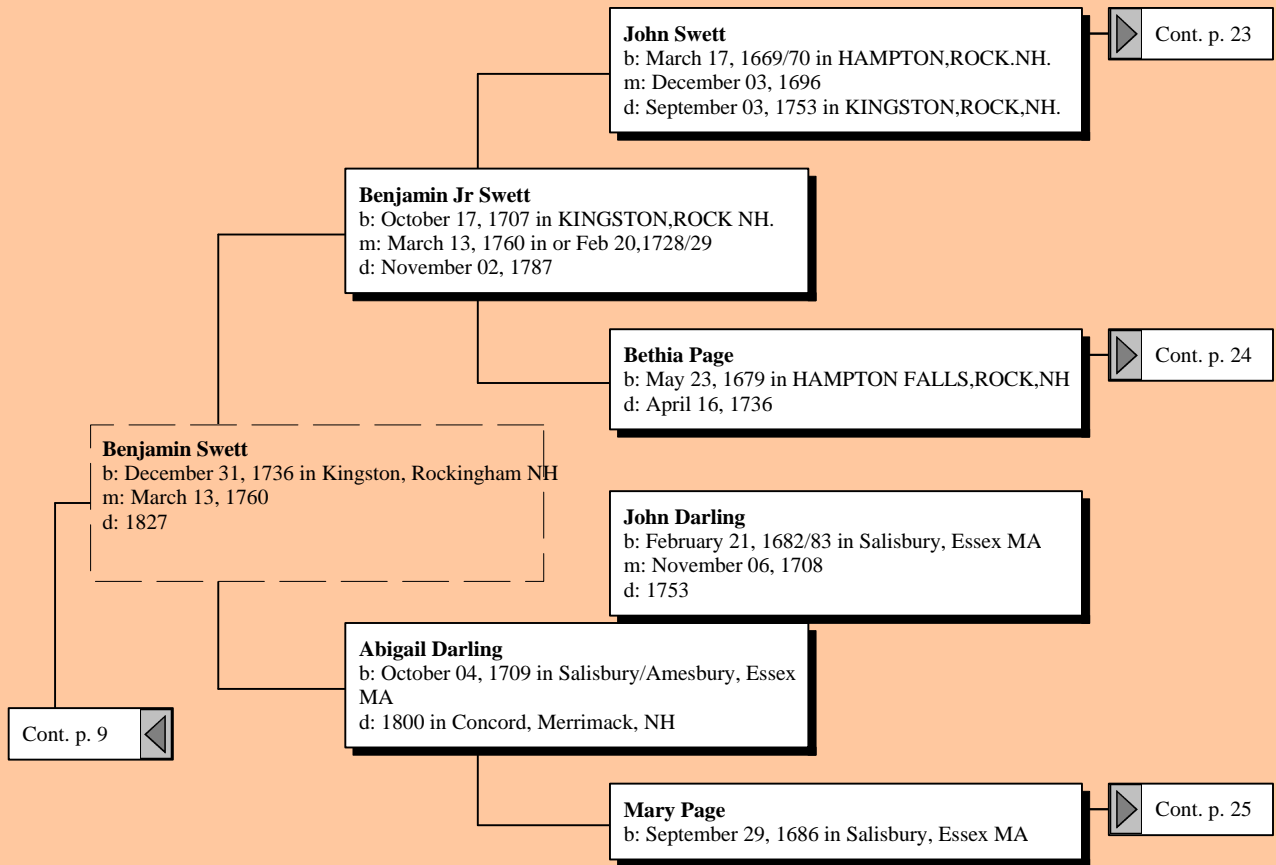 John Swett
b: March 17, 1669/70 in HAMPTON,ROCK.NH.
m: December 03, 1696
d: September 03, 1753 in KINGSTON,ROCK,NH.
Cont. p. 23
Benjamin Jr Swett
b: October 17, 1707 in KINGSTON,ROCK NH.
m: March 13, 1760 in or Feb 20,1728/29
d: November 02, 1787
Bethia Page
b: May 23, 1679 in HAMPTON FALLS,ROCK,NH
d: April 16, 1736
Cont. p. 24
Benjamin Swett
b: December 31, 1736 in Kingston, Rockingham NH
m: March 13, 1760
d: 1827
John Darling
b: February 21, 1682/83 in Salisbury, Essex MA
m: November 06, 1708
d: 1753
Abigail Darling
b: October 04, 1709 in Salisbury/Amesbury, Essex
MA
d: 1800 in Concord, Merrimack, NH
Cont. p. 9
Mary Page
b: September 29, 1686 in Salisbury, Essex MA
Cont. p. 25